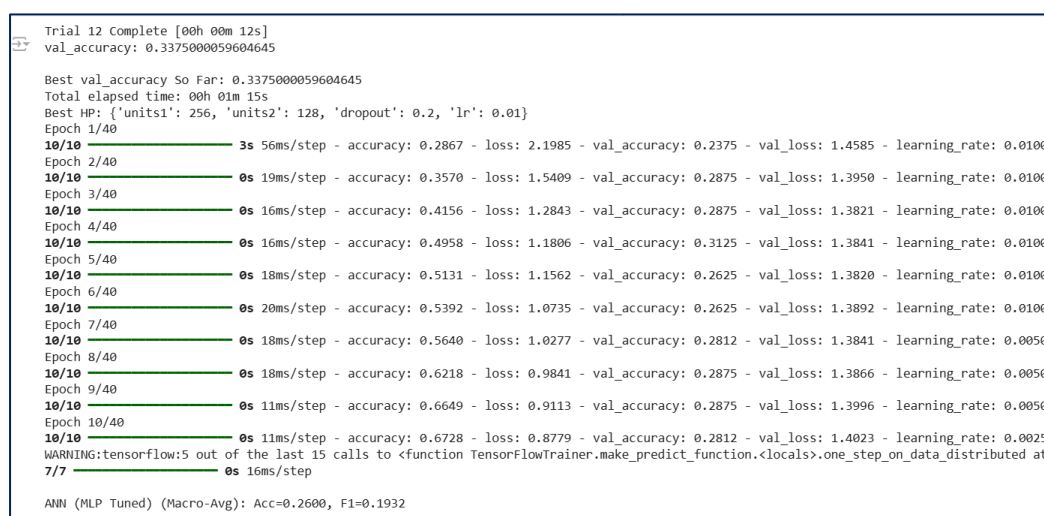 Trial 12 Complete [00h 00m 12s]
val_accuracy: 0.3375000059604645
Best val_accuracy So Far: 0.3375000059604645
Total elapsed time: 00h 01m 15s
Best HP: {'units1': 256, 'units2': 128, 'dropout': 0.2, 'lr': 0.01}
Epoch 1/40
10/10 ━━━━━━━━━━ 3s 56ms/step - accuracy: 0.2867 - loss: 2.1985 - val_accuracy: 0.2375 - val_loss: 1.4585 - learning_rate: 0.0100
Epoch 2/40
10/10 ━━━━━━━━━━ 0s 19ms/step - accuracy: 0.3570 - loss: 1.5409 - val_accuracy: 0.2875 - val_loss: 1.3950 - learning_rate: 0.0100
Epoch 3/40
10/10 ━━━━━━━━━━ 0s 16ms/step - accuracy: 0.4156 - loss: 1.2843 - val_accuracy: 0.2875 - val_loss: 1.3821 - learning_rate: 0.0100
Epoch 4/40
10/10 ━━━━━━━━━━ 0s 16ms/step - accuracy: 0.4958 - loss: 1.1806 - val_accuracy: 0.3125 - val_loss: 1.3841 - learning_rate: 0.0100
Epoch 5/40
10/10 ━━━━━━━━━━ 0s 18ms/step - accuracy: 0.5131 - loss: 1.1562 - val_accuracy: 0.2625 - val_loss: 1.3820 - learning_rate: 0.0100
Epoch 6/40
10/10 ━━━━━━━━━━ 0s 20ms/step - accuracy: 0.5392 - loss: 1.0735 - val_accuracy: 0.2625 - val_loss: 1.3892 - learning_rate: 0.0100
Epoch 7/40
10/10 ━━━━━━━━━━ 0s 18ms/step - accuracy: 0.5640 - loss: 1.0277 - val_accuracy: 0.2812 - val_loss: 1.3841 - learning_rate: 0.0050
Epoch 8/40
10/10 ━━━━━━━━━━ 0s 18ms/step - accuracy: 0.6218 - loss: 0.9841 - val_accuracy: 0.2875 - val_loss: 1.3866 - learning_rate: 0.0050
Epoch 9/40
10/10 ━━━━━━━━━━ 0s 11ms/step - accuracy: 0.6649 - loss: 0.9113 - val_accuracy: 0.2875 - val_loss: 1.3996 - learning_rate: 0.0050
Epoch 10/40
10/10 ━━━━━━━━━━ 0s 11ms/step - accuracy: 0.6728 - loss: 0.8779 - val_accuracy: 0.2812 - val_loss: 1.4023 - learning_rate: 0.0025
WARNING:tensorflow:5 out of the last 15 calls to <function TensorFlowTrainer.make_predict_function.<locals>.one_step_on_data_distributed at
7/7 ━━━━━━━━━━ 0s 16ms/step
ANN (MLP Tuned) (Macro-Avg): Acc=0.2600, F1=0.1932